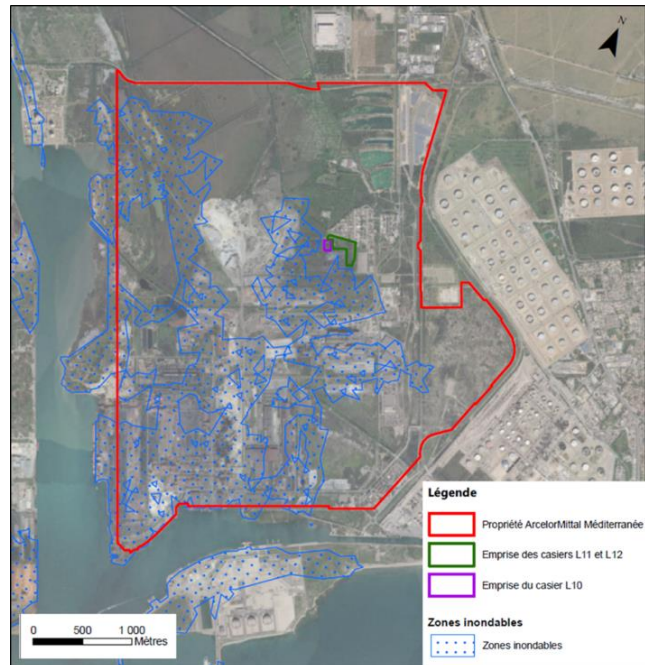 N
Légende
Propriété ArcelorMittal Méditerranée
Emprise des casiers L11 et L12
Emprise du casier L10
Zones inondables
Zones inondables
0 500 1 000
Mètres